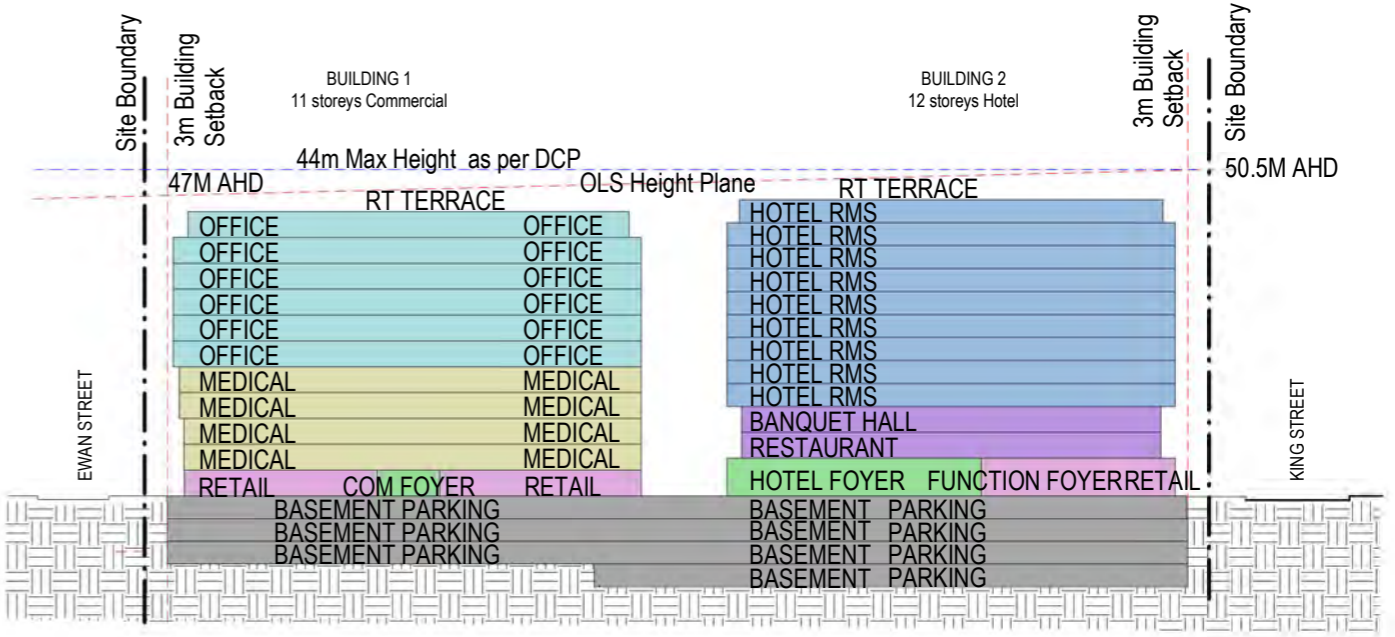 Site Boundary
3m Building
Setback
BUILDING 1
11 storeys Commercial
BUILDING 2
12 storeys Hotel
3m Building
Setback
Site Boundary
44m Max Height as per DCP
50.5M AHD
47M AHD
OLS Height Plane
RT TERRACE
RT TERRACE
OFFICE OFFICE
OFFICE OFFICE
OFFICE OFFICE
OFFICE OFFICE
OFFICE OFFICE
OFFICE OFFICE
MEDICAL MEDICAL
MEDICAL MEDICAL
MEDICAL MEDICAL
MEDICAL MEDICAL
RETAIL COM FOYER RETAIL
HOTEL RMS
HOTEL RMS
HOTEL RMS
HOTEL RMS
HOTEL RMS
HOTEL RMS
HOTEL RMS
HOTEL RMS
HOTEL RMS
BANQUET HALL
RESTAURANT
HOTEL FOYER FUNCTION FOYER RETAIL
EWAN STREET
KING STREET
BASEMENT PARKING
BASEMENT PARKING
BASEMENT PARKING
BASEMENT PARKING
BASEMENT PARKING
BASEMENT PARKING
BASEMENT PARKING